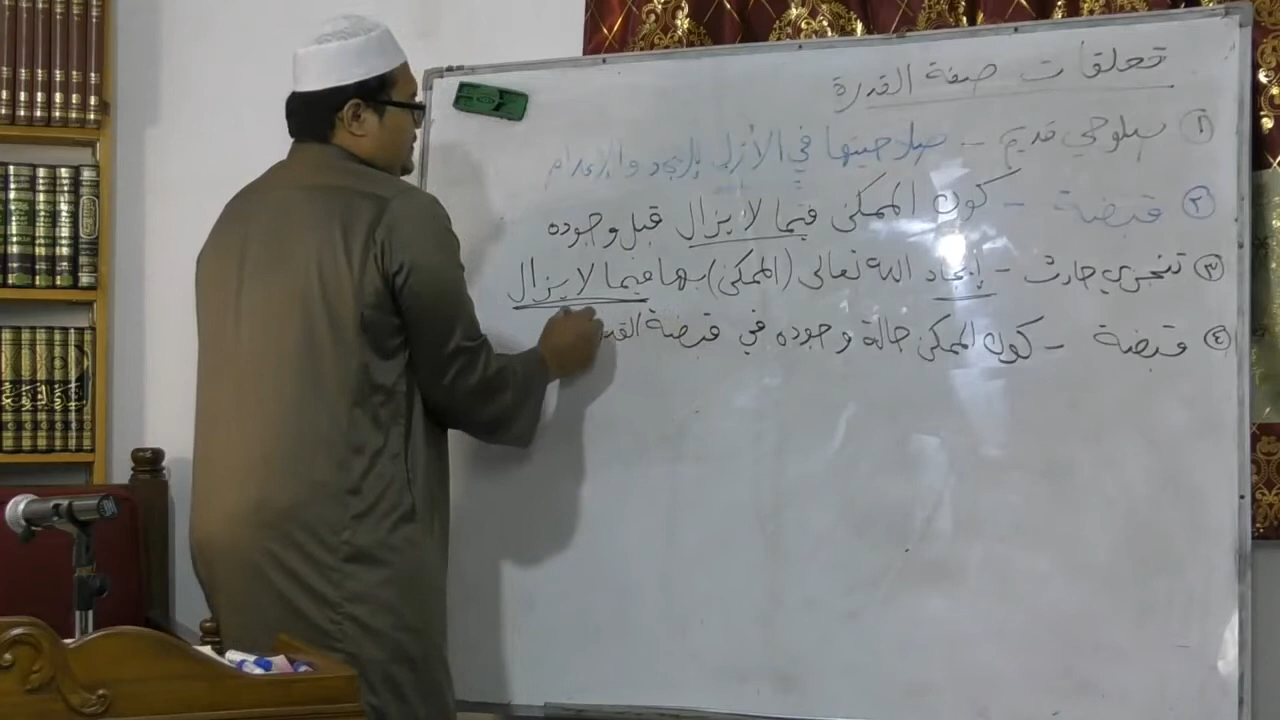 تعلقات صفة القدرة
١ صلوحي قديم - صلاحيتها في الأزل بالإيجاد والإعدام
٢ قبضة - كون الممكن فيما لا يزال قبل وجوده
٣ تنجيزي حادث - إيجاد الله تعالى (الممكن) بها فيما لا يزال
٤ قبضة - كون الممكن حالة وجوده في قبضة القد